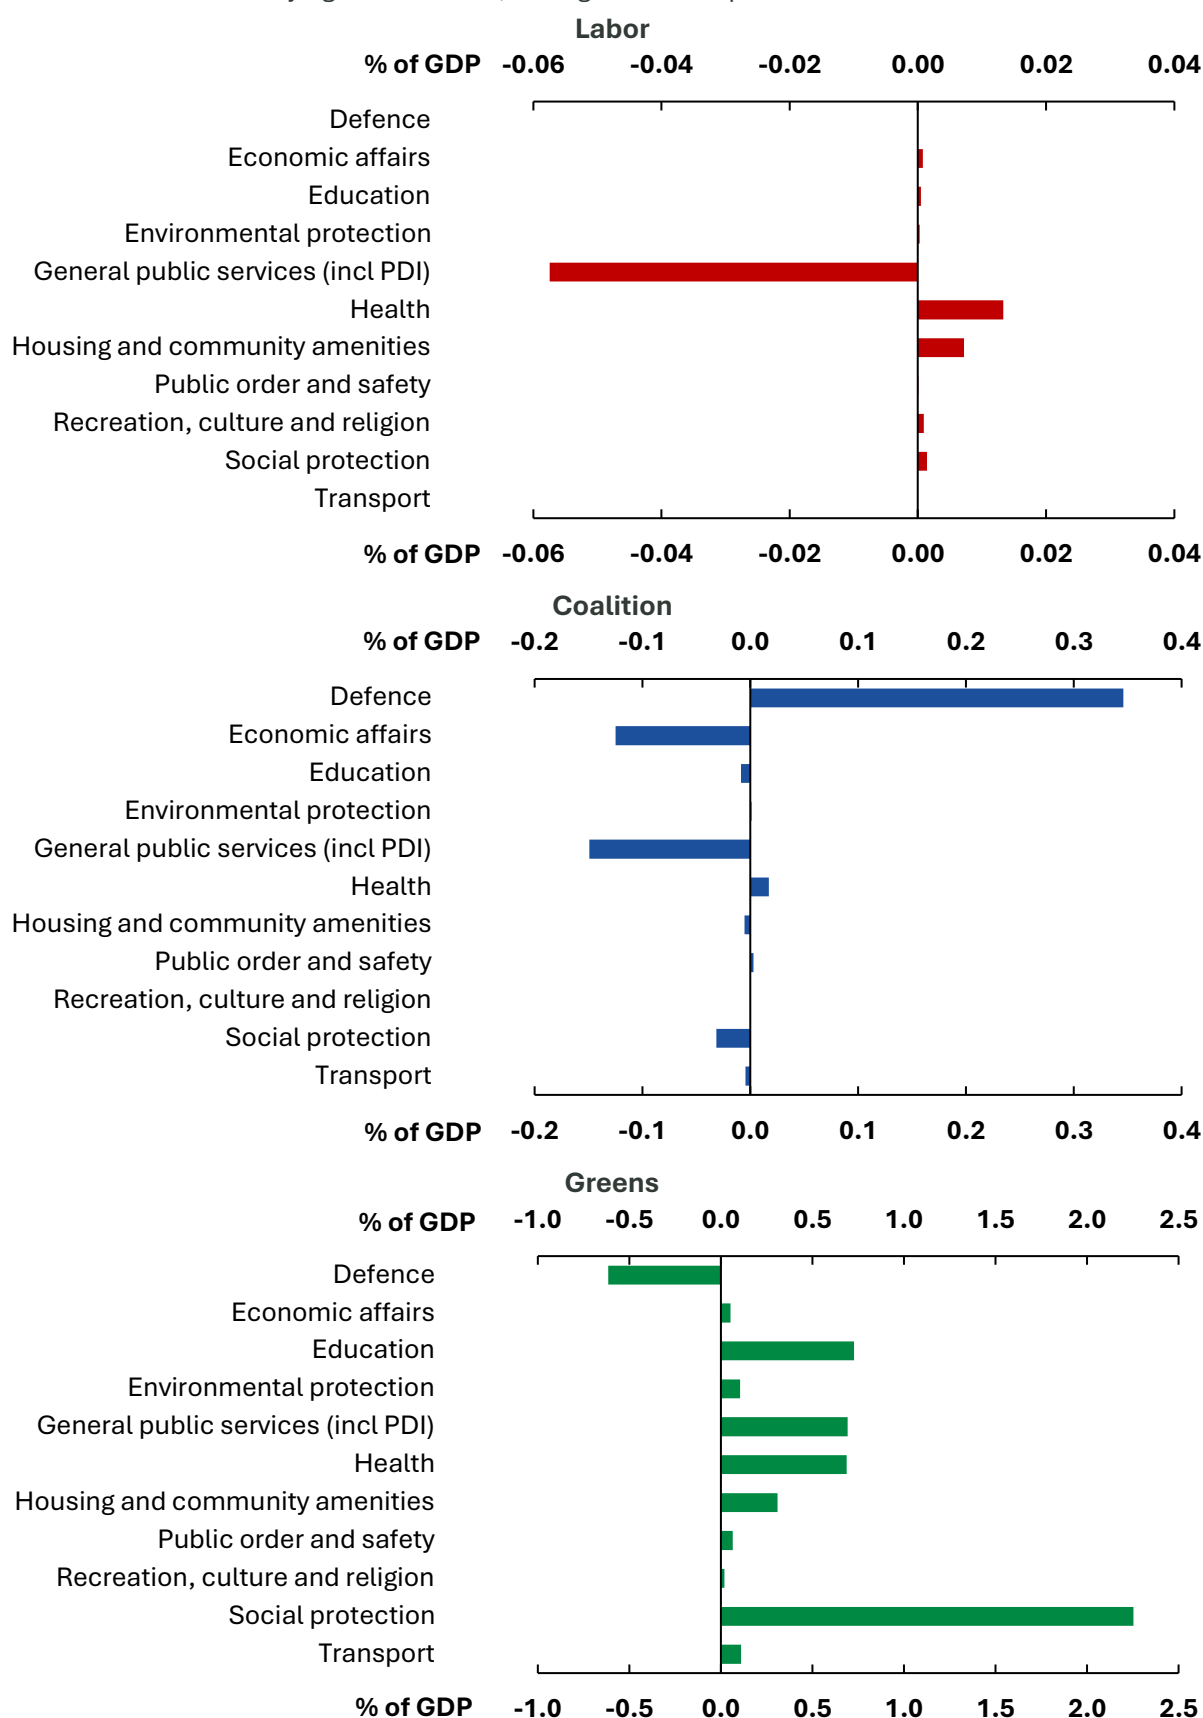 Labor
% of GDP -0.06 -0.04 -0.02 0.00 0.02 0.04
Defence
Economic affairs
Education
Environmental protection
General public services (incl PDI)
Health
Housing and community amenities
Public order and safety
Recreation, culture and religion
Social protection
Transport
% of GDP -0.06 -0.04 -0.02 0.00 0.02 0.04
Coalition
% of GDP -0.2 -0.1 0.0 0.1 0.2 0.3 0.4
Defence
Economic affairs
Education
Environmental protection
General public services (incl PDI)
Health
Housing and community amenities
Public order and safety
Recreation, culture and religion
Social protection
Transport
% of GDP -0.2 -0.1 0.0 0.1 0.2 0.3 0.4
Greens
% of GDP -1.0 -0.5 0.0 0.5 1.0 1.5 2.0 2.5
Defence
Economic affairs
Education
Environmental protection
General public services (incl PDI)
Health
Housing and community amenities
Public order and safety
Recreation, culture and religion
Social protection
Transport
% of GDP -1.0 -0.5 0.0 0.5 1.0 1.5 2.0 2.5